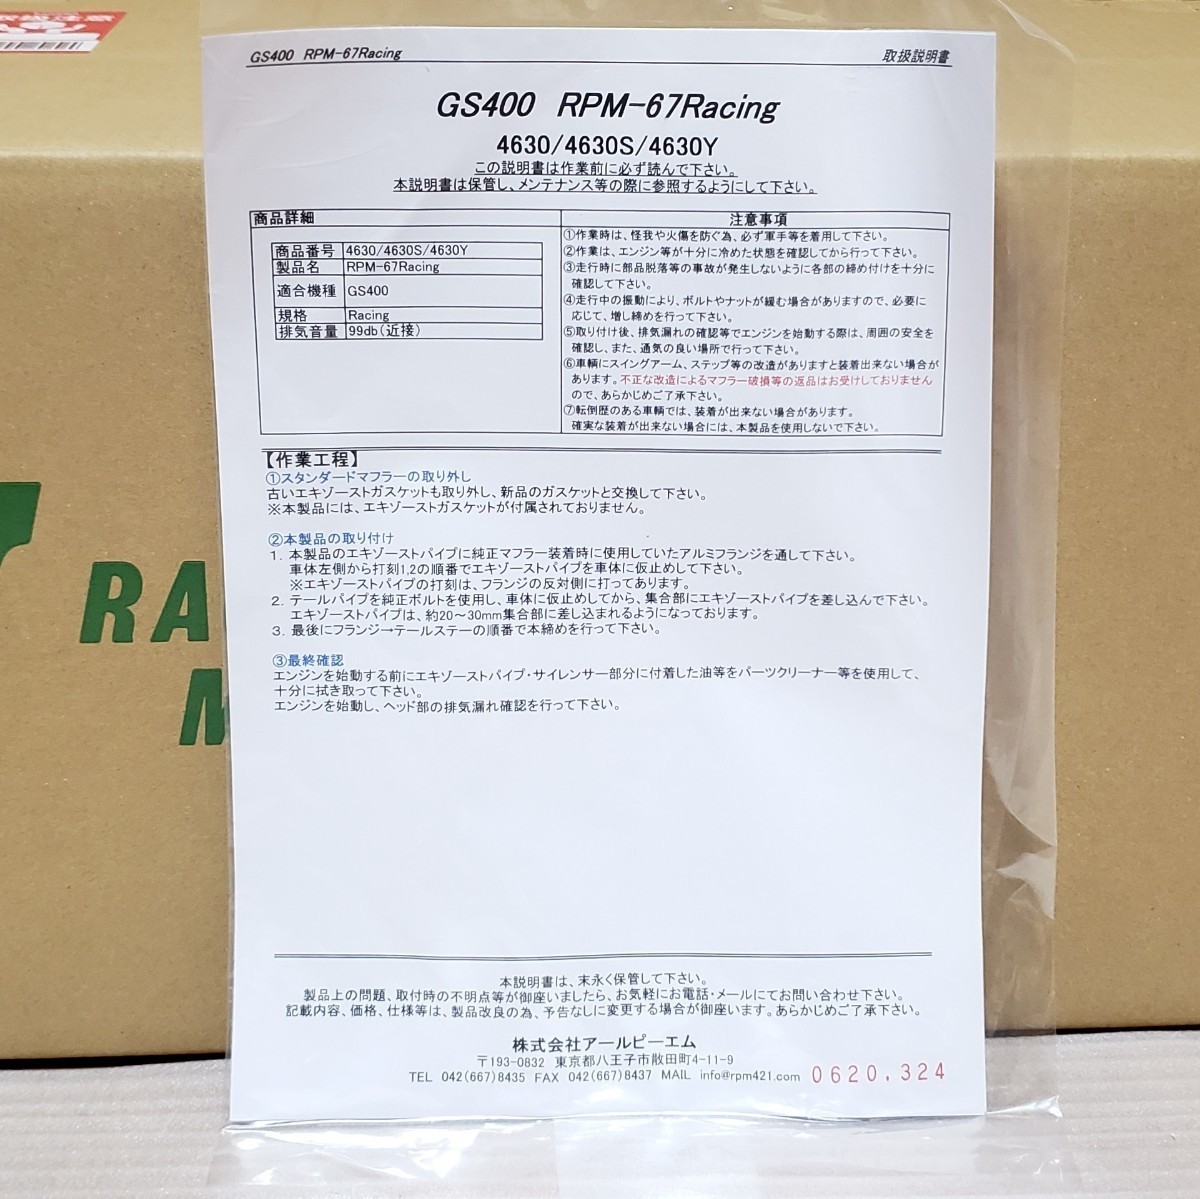 GS400 RPM-67Racing
取扱説明書
GS400 RPM-67Racing
4630/4630S/4630Y
この説明書は作業前に必ず読んで下さい。
本説明書は保管し、メンテナンス等の際に参照するようにして下さい。
商品詳細
商品番号 4630/4630S/4630Y
製品名 RPM-67Racing
適合機種 GS400
規格 Racing
排気音量 99db(近接)
注意事項
①作業時は、怪我や火傷を防ぐ為、必ず軍手等を着用して下さい。
②作業は、エンジン等が十分に冷めた状態を確認してから行って下さい。
③走行時に部品脱落等の事故が発生しないように各部の締め付けを十分に
確認して下さい。
④走行中の振動により、ボルトやナットが緩む場合がありますので、必要に
応じて、増し締めを行って下さい。
⑤取り付け後、排気漏れの確認等でエンジンを始動する際は、周囲の安全を
確認し、また、通気の良い場所で行って下さい。
⑥車輌にスイングアーム、ステップ等の改造がありますと装着出来ない場合が
あります。不正な改造によるマフラー破損等の返品はお受けしておりません
ので、あらかじめご了承下さい。
⑦転倒歴のある車輌では、装着が出来ない場合があります。
確実な装着が出来ない場合には、本製品を使用しないで下さい。
【作業工程】
①スタンダードマフラーの取り外し
古いエキゾーストガスケットも取り外し、新品のガスケットと交換して下さい。
※本製品には、エキゾーストガスケットが付属されておりません。
②本製品の取り付け
1. 本製品のエキゾーストパイプに純正マフラー装着時に使用していたアルミフランジを通して下さい。
車体左側から打刻1,2の順番でエキゾーストパイプを車体に仮止めして下さい。
※エキゾーストパイプの打刻は、フランジの反対側に打ってあります。
2. テールパイプを純正ボルトを使用し、車体に仮止めしてから、集合部にエキゾーストパイプを差し込んで下さい。
エキゾーストパイプは、約20～30mm集合部に差し込まれるようになっております。
3. 最後にフランジ→テールステーの順番で本締めを行って下さい。
③最終確認
エンジンを始動する前にエキゾーストパイプ・サイレンサー部分に付着した油等をパーツクリーナー等を使用して、
十分に拭き取って下さい。
エンジンを始動し、ヘッド部の排気漏れ確認を行って下さい。
本説明書は、末永く保管して下さい。
製品上の問題、取付時の不明点等が御座いましたら、お気軽にお電話・メールにてお問い合わせ下さい。
記載内容、価格、仕様等は、製品改良の為、予告なしに変更する場合が御座います。あらかじめご了承下さい。
株式会社アールピーエム
〒193-0832 東京都八王子市散田町4-11-9
TEL 042(667)8435 FAX 042(667)8437 MAIL info@rpm421.com
0620.324
RA
M